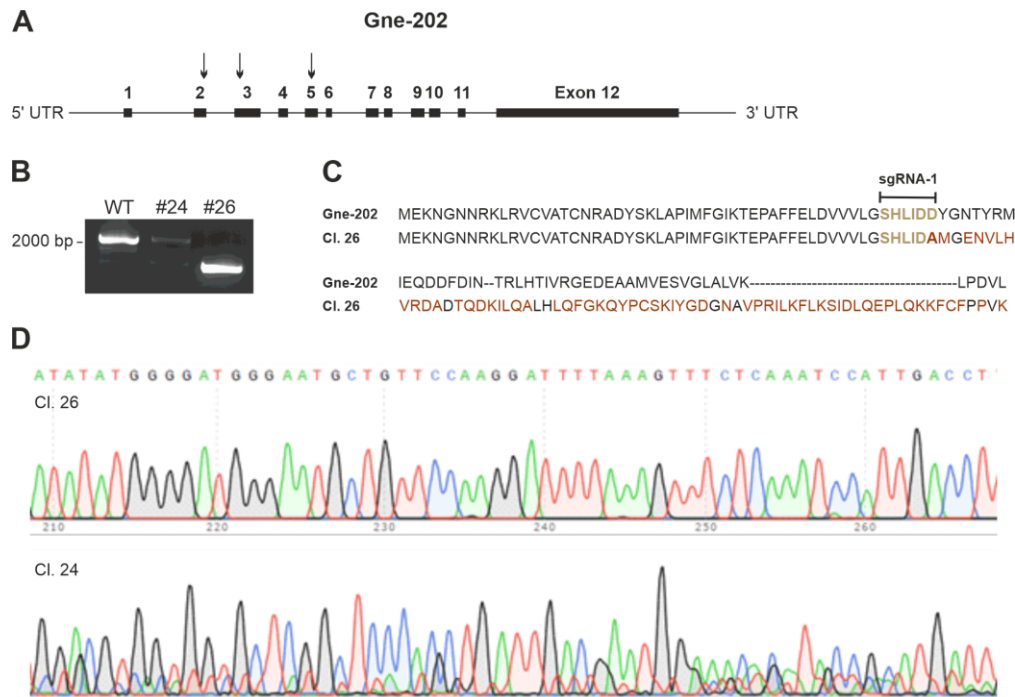 A
Gne-202
1 2 3 4 5 6 7 8 9 10 11 Exon 12
5' UTR 3' UTR
B
WT #24 #26
2000 bp
C
sgRNA-1
Gne-202 MEKNGNNRKLRVCVATCNRADYSKLAPIMFGIKTEPAFFELDVVVLGSHLIDDYGNTYRM
Cl. 26 MEKNGNNRKLRVCVATCNRADYSKLAPIMFGIKTEPAFFELDVVVLGSHLIDAMGENVLH
Gne-202 IEQDDFDIN--TRLHTIVRGEDEAAMVESVGLALVK-------------------------------------LPDVL
Cl. 26 VRDADTQDKILQALHLQFGKQYPCSKIYGDGNAVPRILKFLKSIDLQEPLQKKFCFPPVK
D
ATATATGGGGATGGGAATGCTGTTCCAAGGATTTTAAAGTTTCTCAAATCCATTGACCT
Cl. 26
210 220 230 240 250 260
Cl. 24